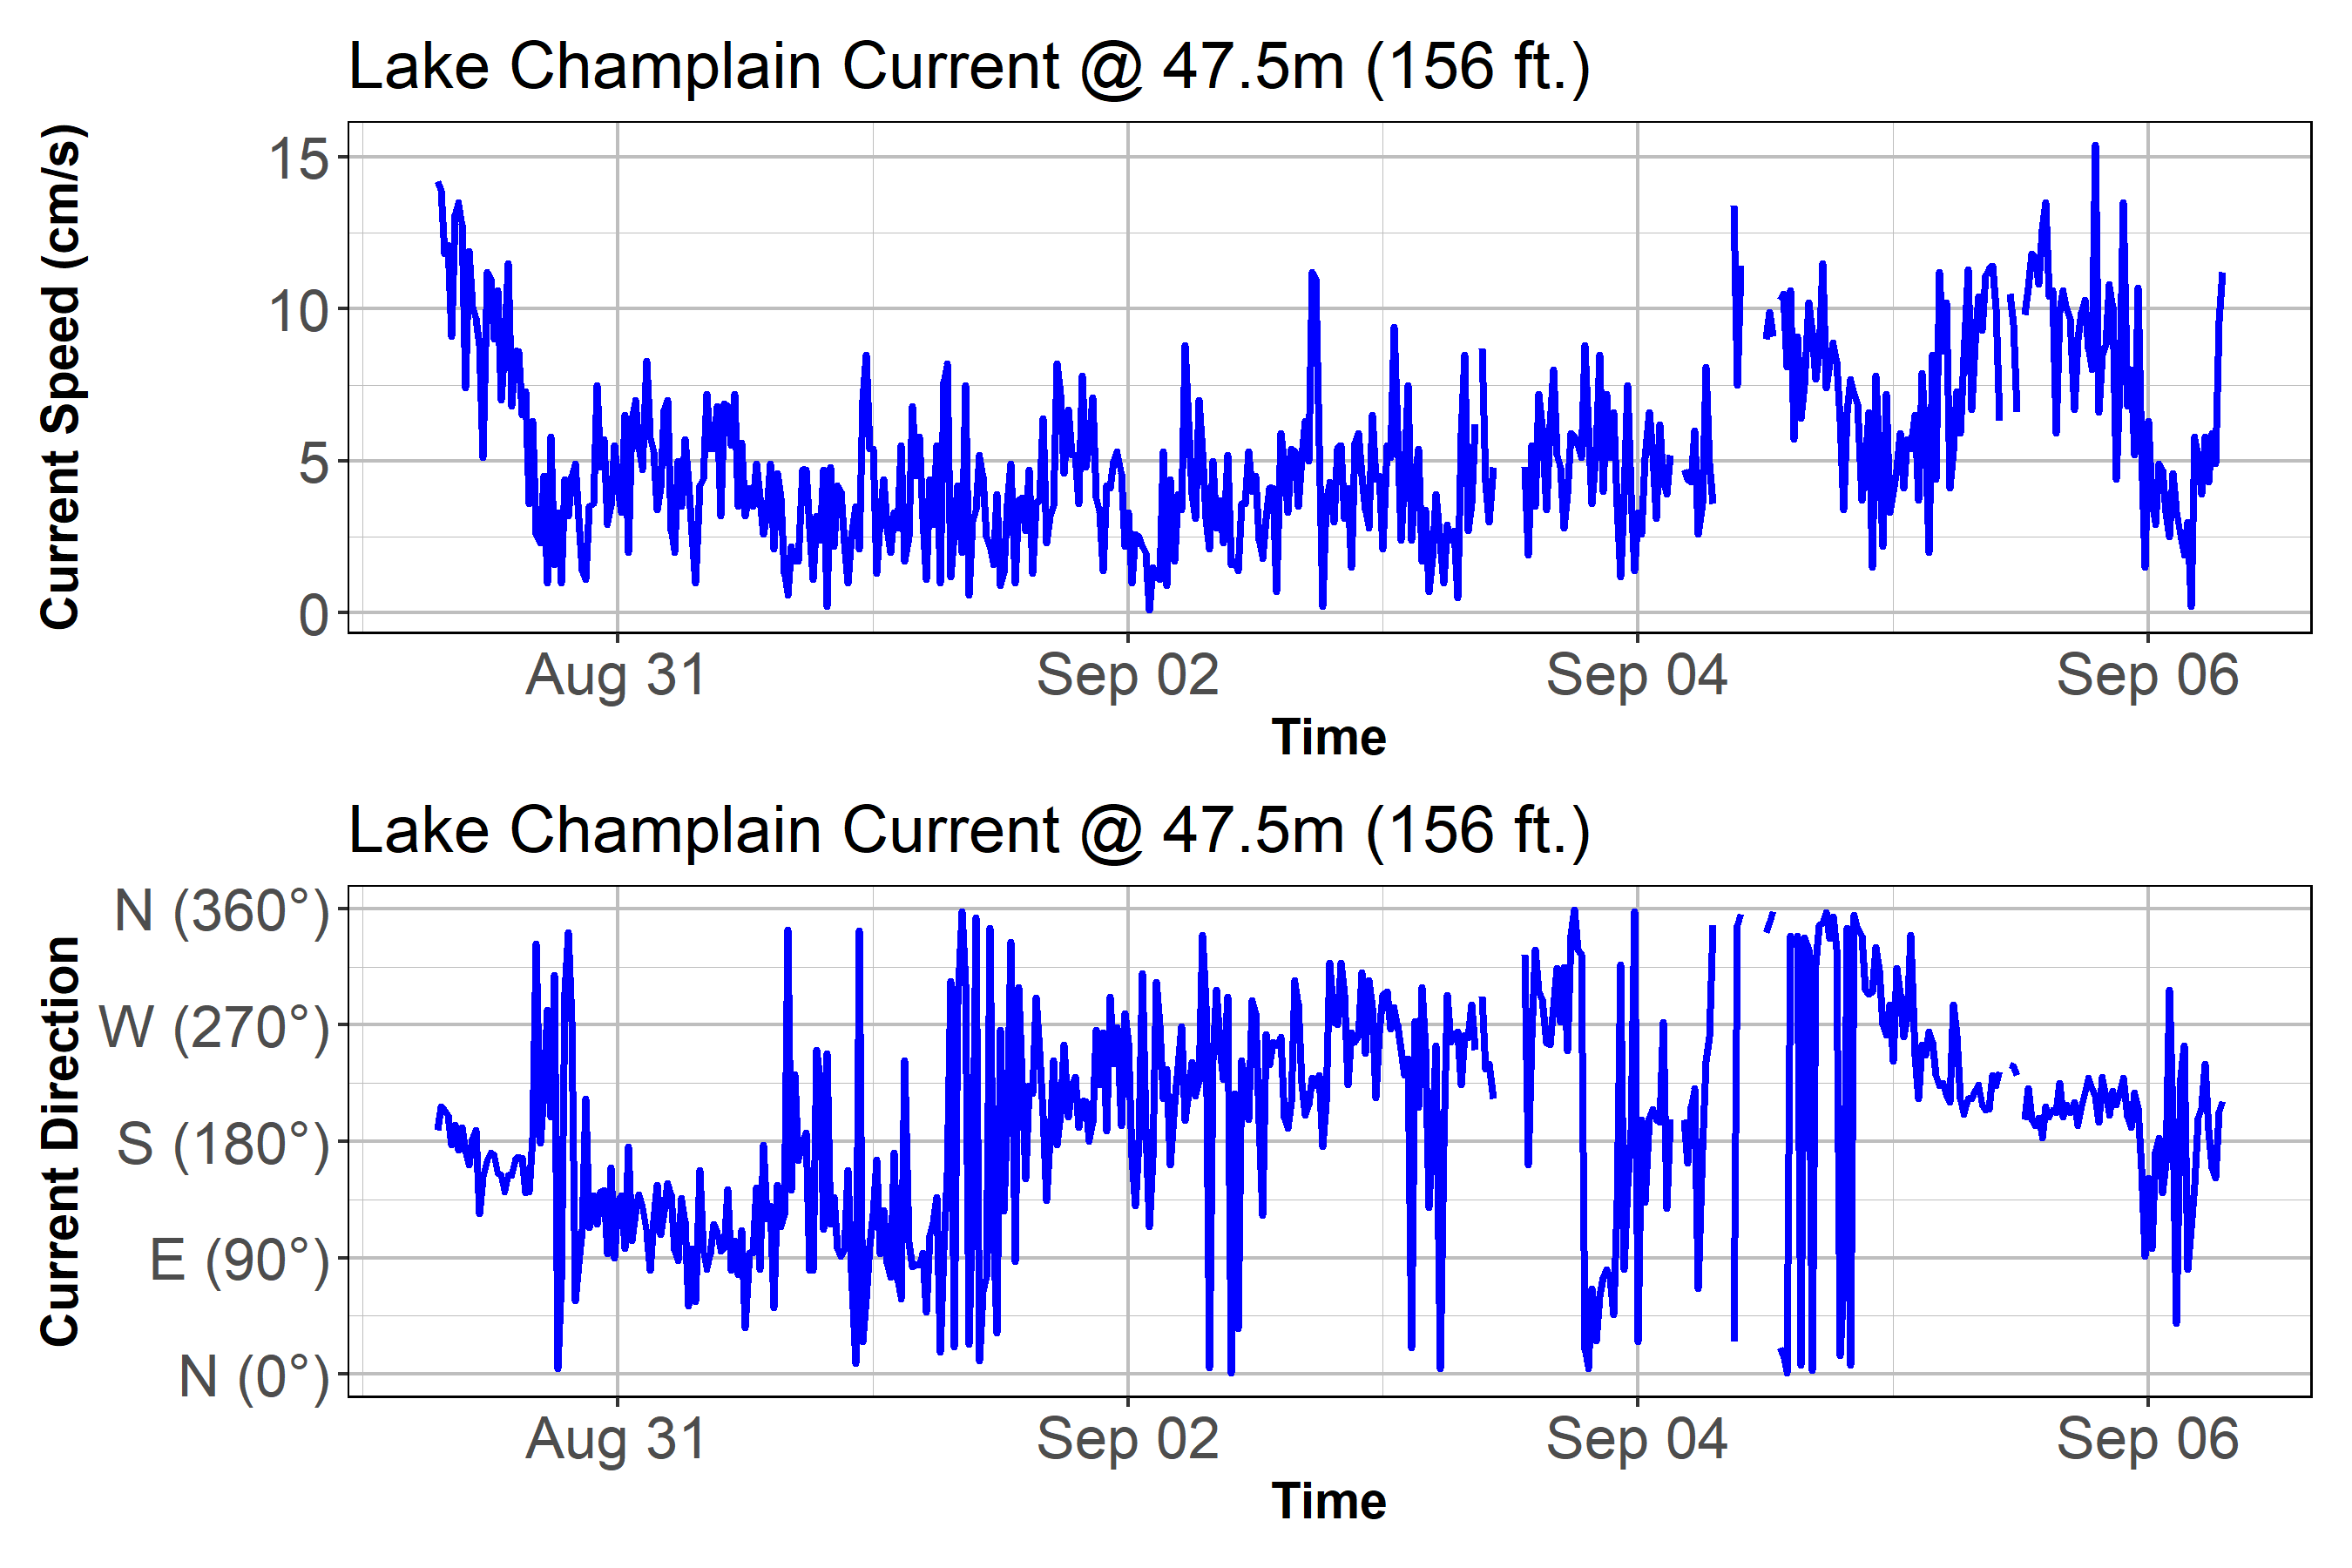 Lake Champlain Current @ 47.5m (156 ft.)
Current Speed (cm/s)
15
10
5
0
Aug 31 Sep 02 Sep 04 Sep 06
Time
Lake Champlain Current @ 47.5m (156 ft.)
Current Direction
N (360°)
W (270°)
S (180°)
E (90°)
N (0°)
Aug 31 Sep 02 Sep 04 Sep 06
Time